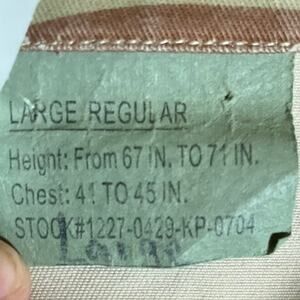 LARGE REGULAR
Height: From 67 IN. TO 71 IN.
Chest: 41 TO 45 IN.
STOCK#1227-0429-KP-0704